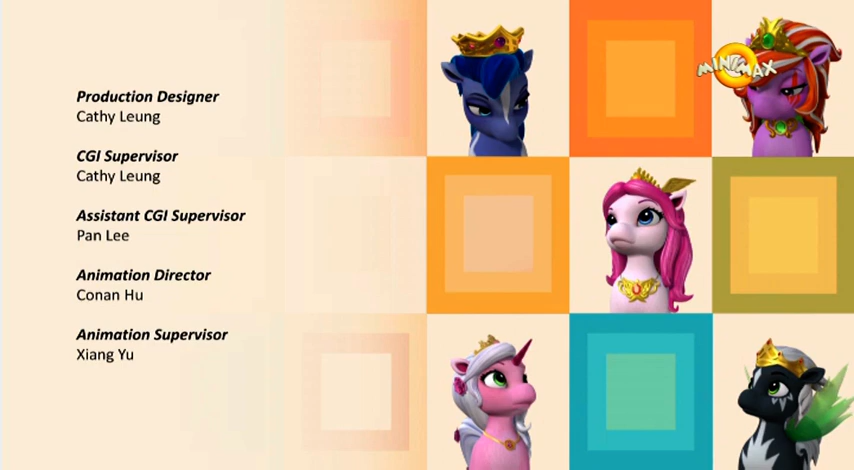 Production Designer
Cathy Leung
CGI Supervisor
Cathy Leung
Assistant CGI Supervisor
Pan Lee
Animation Director
Conan Hu
Animation Supervisor
Xiang Yu
MINIMAX